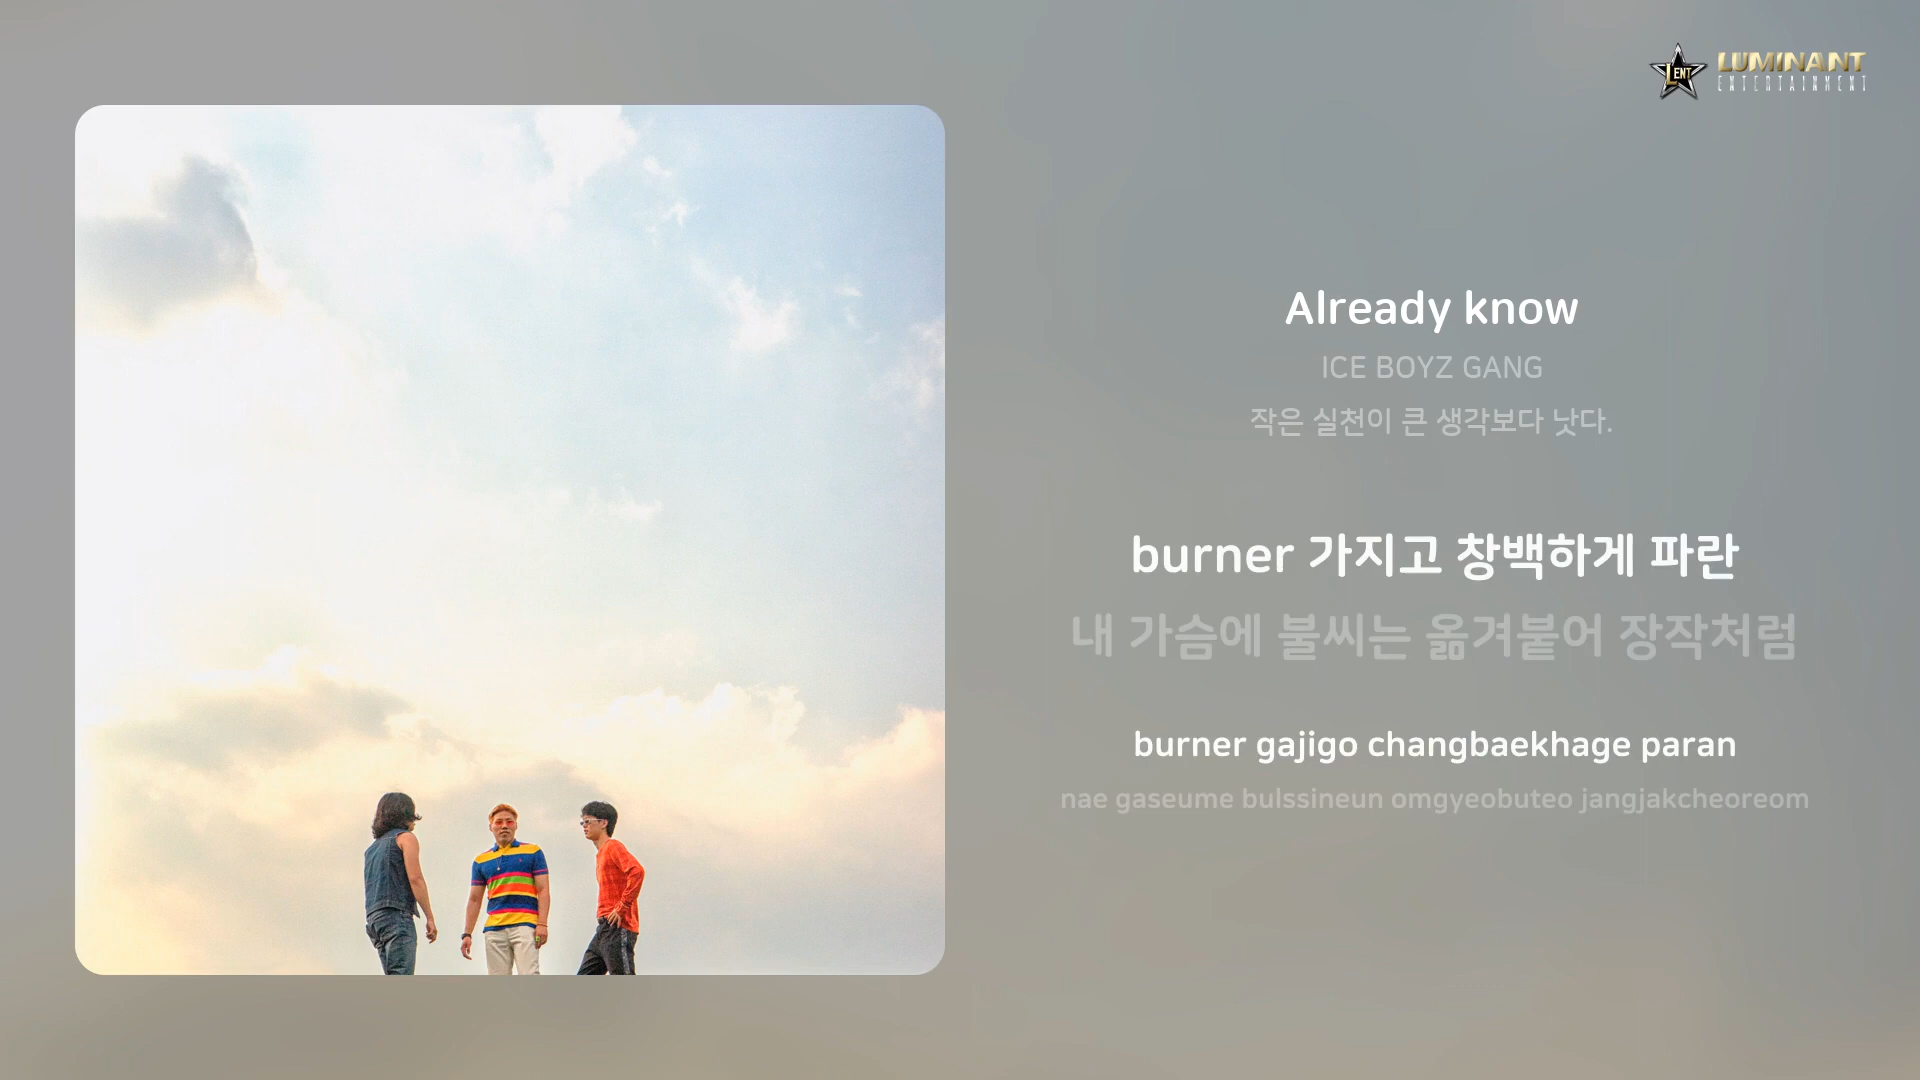 LENT
LUMINANT
ENTERTAINMENT
Already know
ICE BOYZ GANG
작은 실천이 큰 생각보다 낫다.
burner 가지고 창백하게 파란
내 가슴에 불씨는 옮겨붙어 장작처럼
burner gajigo changbaekhage paran
nae gaseume bulssineun omgyeobuteo jangjakcheoreom